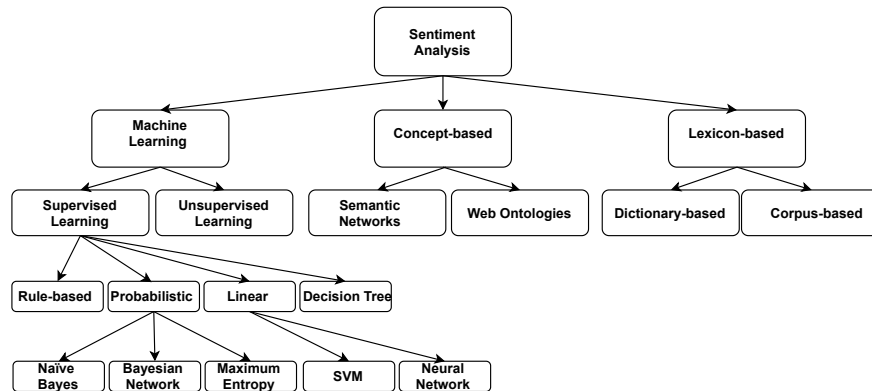 Sentiment
Analysis
Machine
Learning
Concept-based
Lexicon-based
Supervised
Learning
Unsupervised
Learning
Semantic
Networks
Web Ontologies
Dictionary-based
Corpus-based
Rule-based
Probabilistic
Linear
Decision Tree
Naïve
Bayes
Bayesian
Network
Maximum
Entropy
SVM
Neural
Network